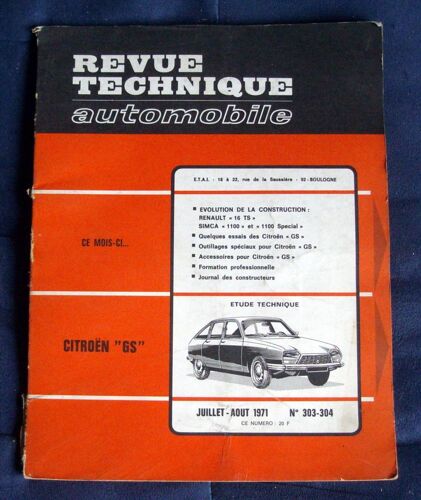 REVUE
TECHNIQUE
automobile
E.T.A.I. - 18 à 22, rue de la Saussière - 92-BOULOGNE
■ EVOLUTION DE LA CONSTRUCTION :
RENAULT « 16 TS »
SIMCA « 1100 » et « 1100 Special »
■ Quelques essais des Citroën « GS »
■ Outillages spéciaux pour Citroën « GS »
■ Accessoires pour Citroën « GS »
■ Formation professionnelle
■ Journal des constructeurs
CE MOIS-CI...
ETUDE TECHNIQUE
CITROËN "GS"
JUILLET-AOUT 1971 N° 303-304
CE NUMERO : 20 F